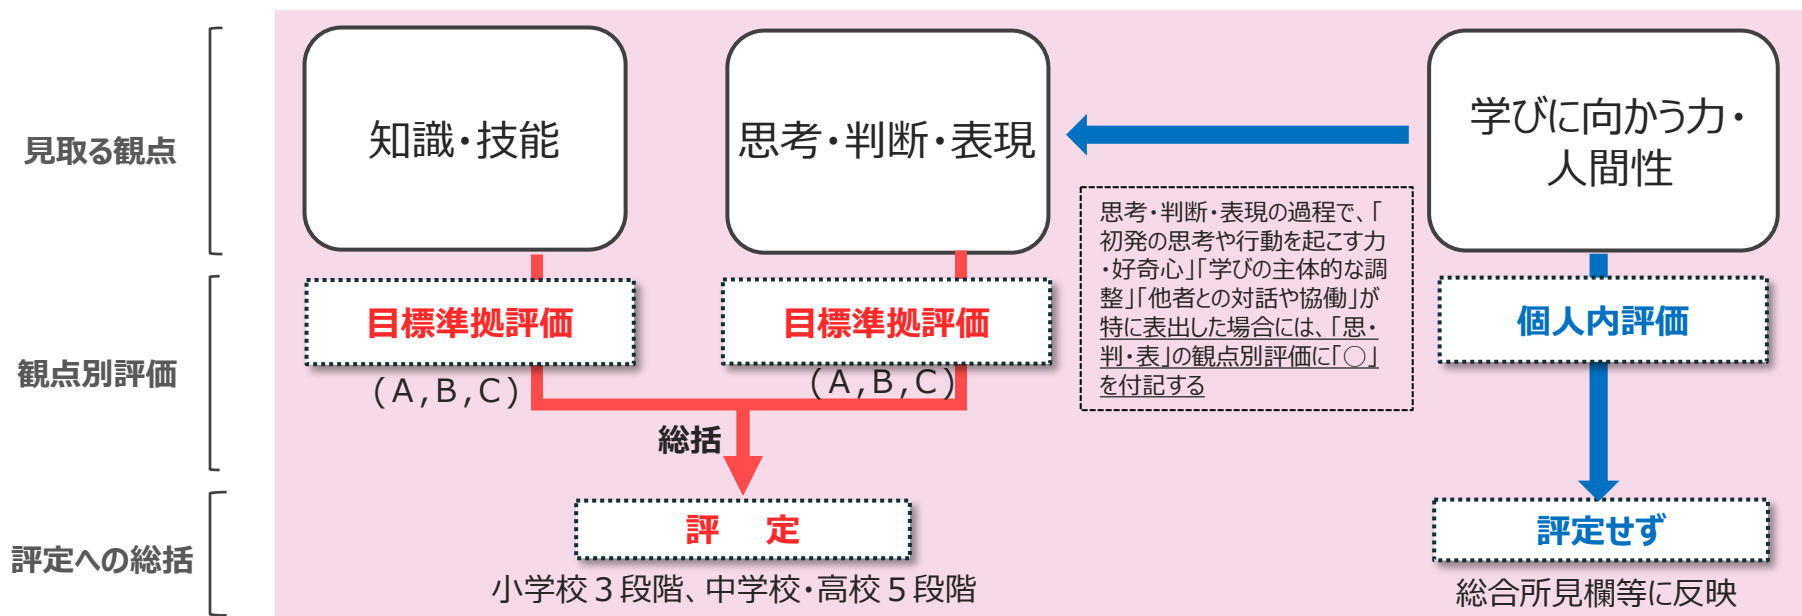 見取る観点
知識・技能
思考・判断・表現
学びに向かう力・
人間性
思考・判断・表現の過程で、「
初発の思考や行動を起こす力
・好奇心」「学びの主体的な調
整」「他者との対話や協働」が
特に表出した場合には、「思・
判・表」の観点別評価に「○」
を付記する
観点別評価
目標準拠評価
(A,B,C)
目標準拠評価
(A,B,C)
個人内評価
総括
評定への総括
評 定
小学校3段階、中学校・高校5段階
評定せず
総合所見欄等に反映